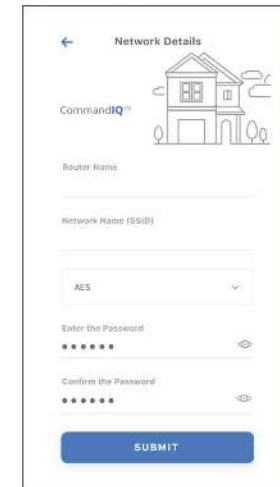 Network Details
CommandIQ™
Router Name
Network Name (SSID)
AES
Enter the Password
Confirm the Password
SUBMIT